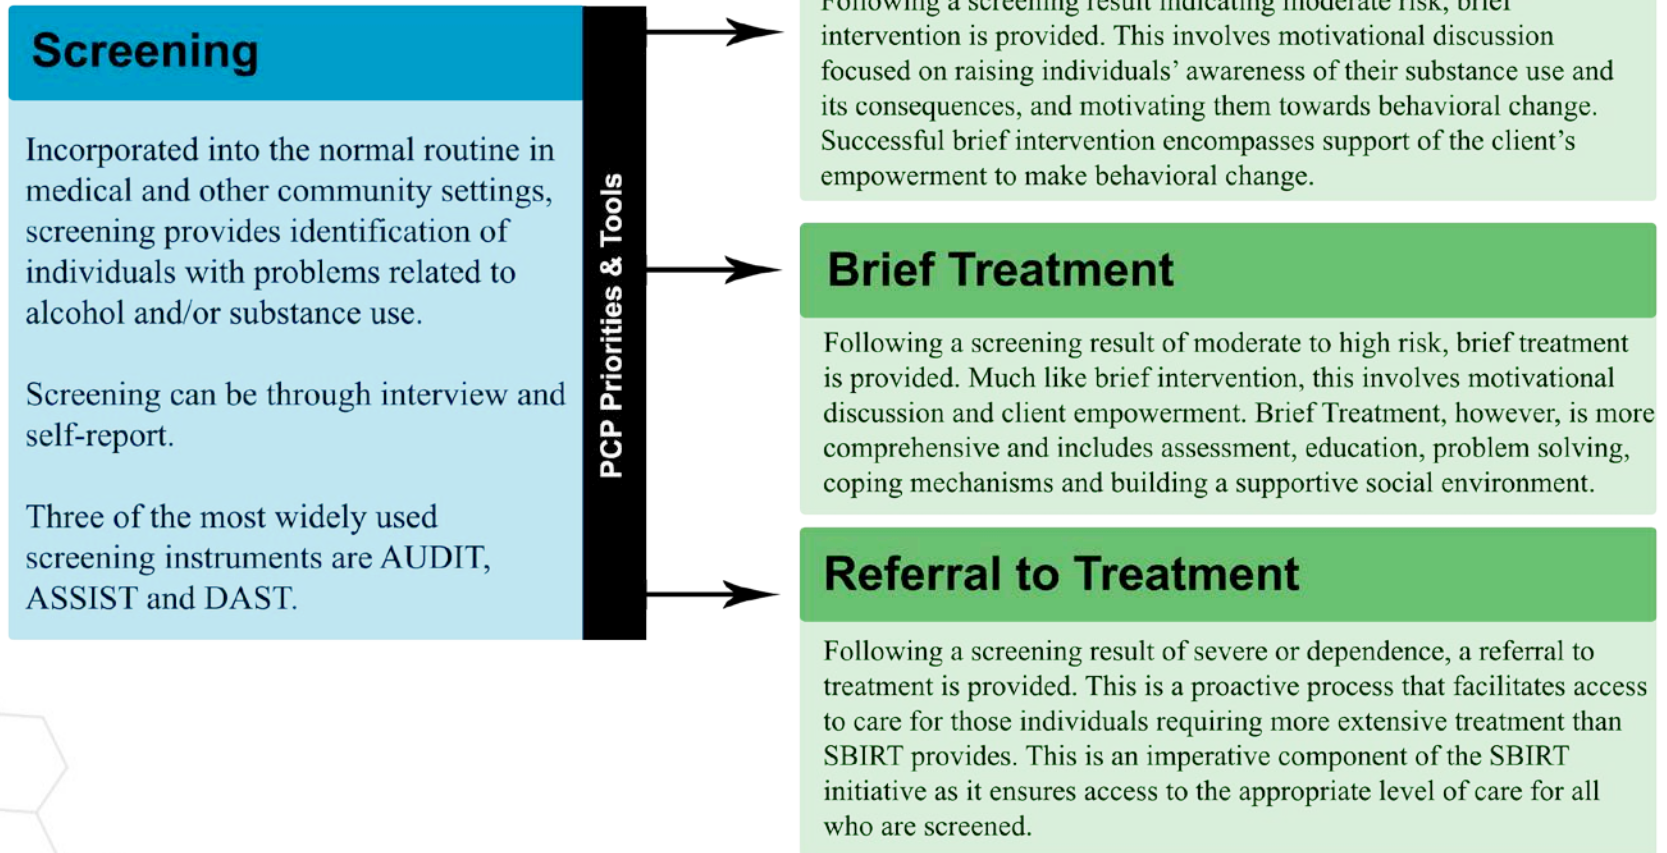 Screening
Incorporated into the normal routine in
medical and other community settings,
screening provides identification of
individuals with problems related to
alcohol and/or substance use.
Screening can be through interview and
self-report.
Three of the most widely used
screening instruments are AUDIT,
ASSIST and DAST.
PCP Priorities & Tools
Following a screening result indicating moderate risk, brief
intervention is provided. This involves motivational discussion
focused on raising individuals’ awareness of their substance use and
its consequences, and motivating them towards behavioral change.
Successful brief intervention encompasses support of the client’s
empowerment to make behavioral change.
Brief Treatment
Following a screening result of moderate to high risk, brief treatment
is provided. Much like brief intervention, this involves motivational
discussion and client empowerment. Brief Treatment, however, is more
comprehensive and includes assessment, education, problem solving,
coping mechanisms and building a supportive social environment.
Referral to Treatment
Following a screening result of severe or dependence, a referral to
treatment is provided. This is a proactive process that facilitates access
to care for those individuals requiring more extensive treatment than
SBIRT provides. This is an imperative component of the SBIRT
initiative as it ensures access to the appropriate level of care for all
who are screened.